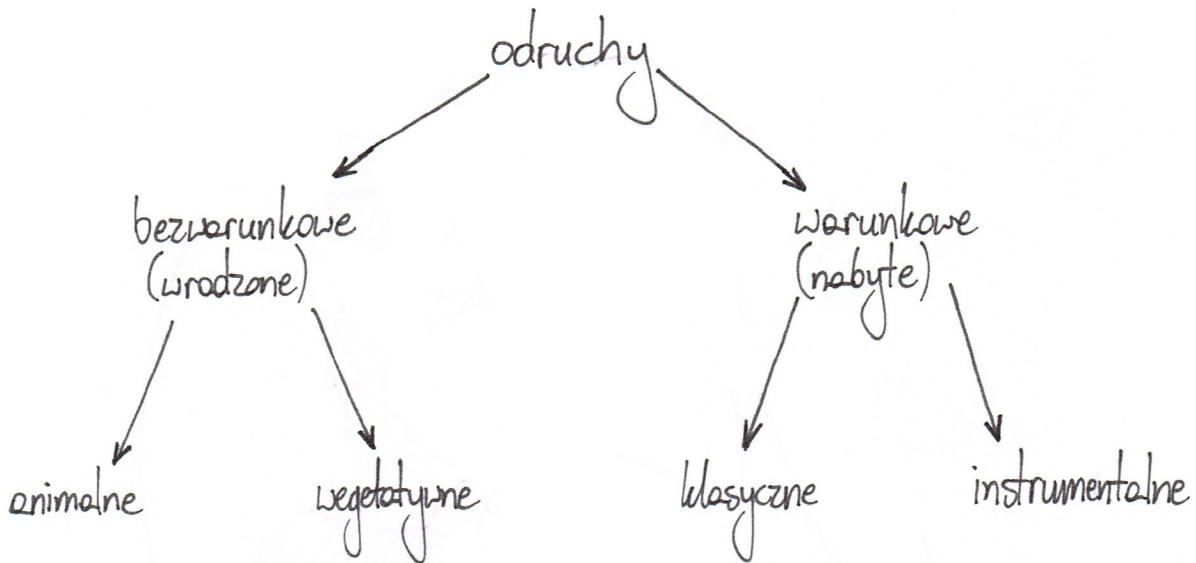 odruchy
bezwarunkowe
(wrodzone)
warunkowe
(nabyte)
animalne
wegetatywne
klasyczne
instrumentalne